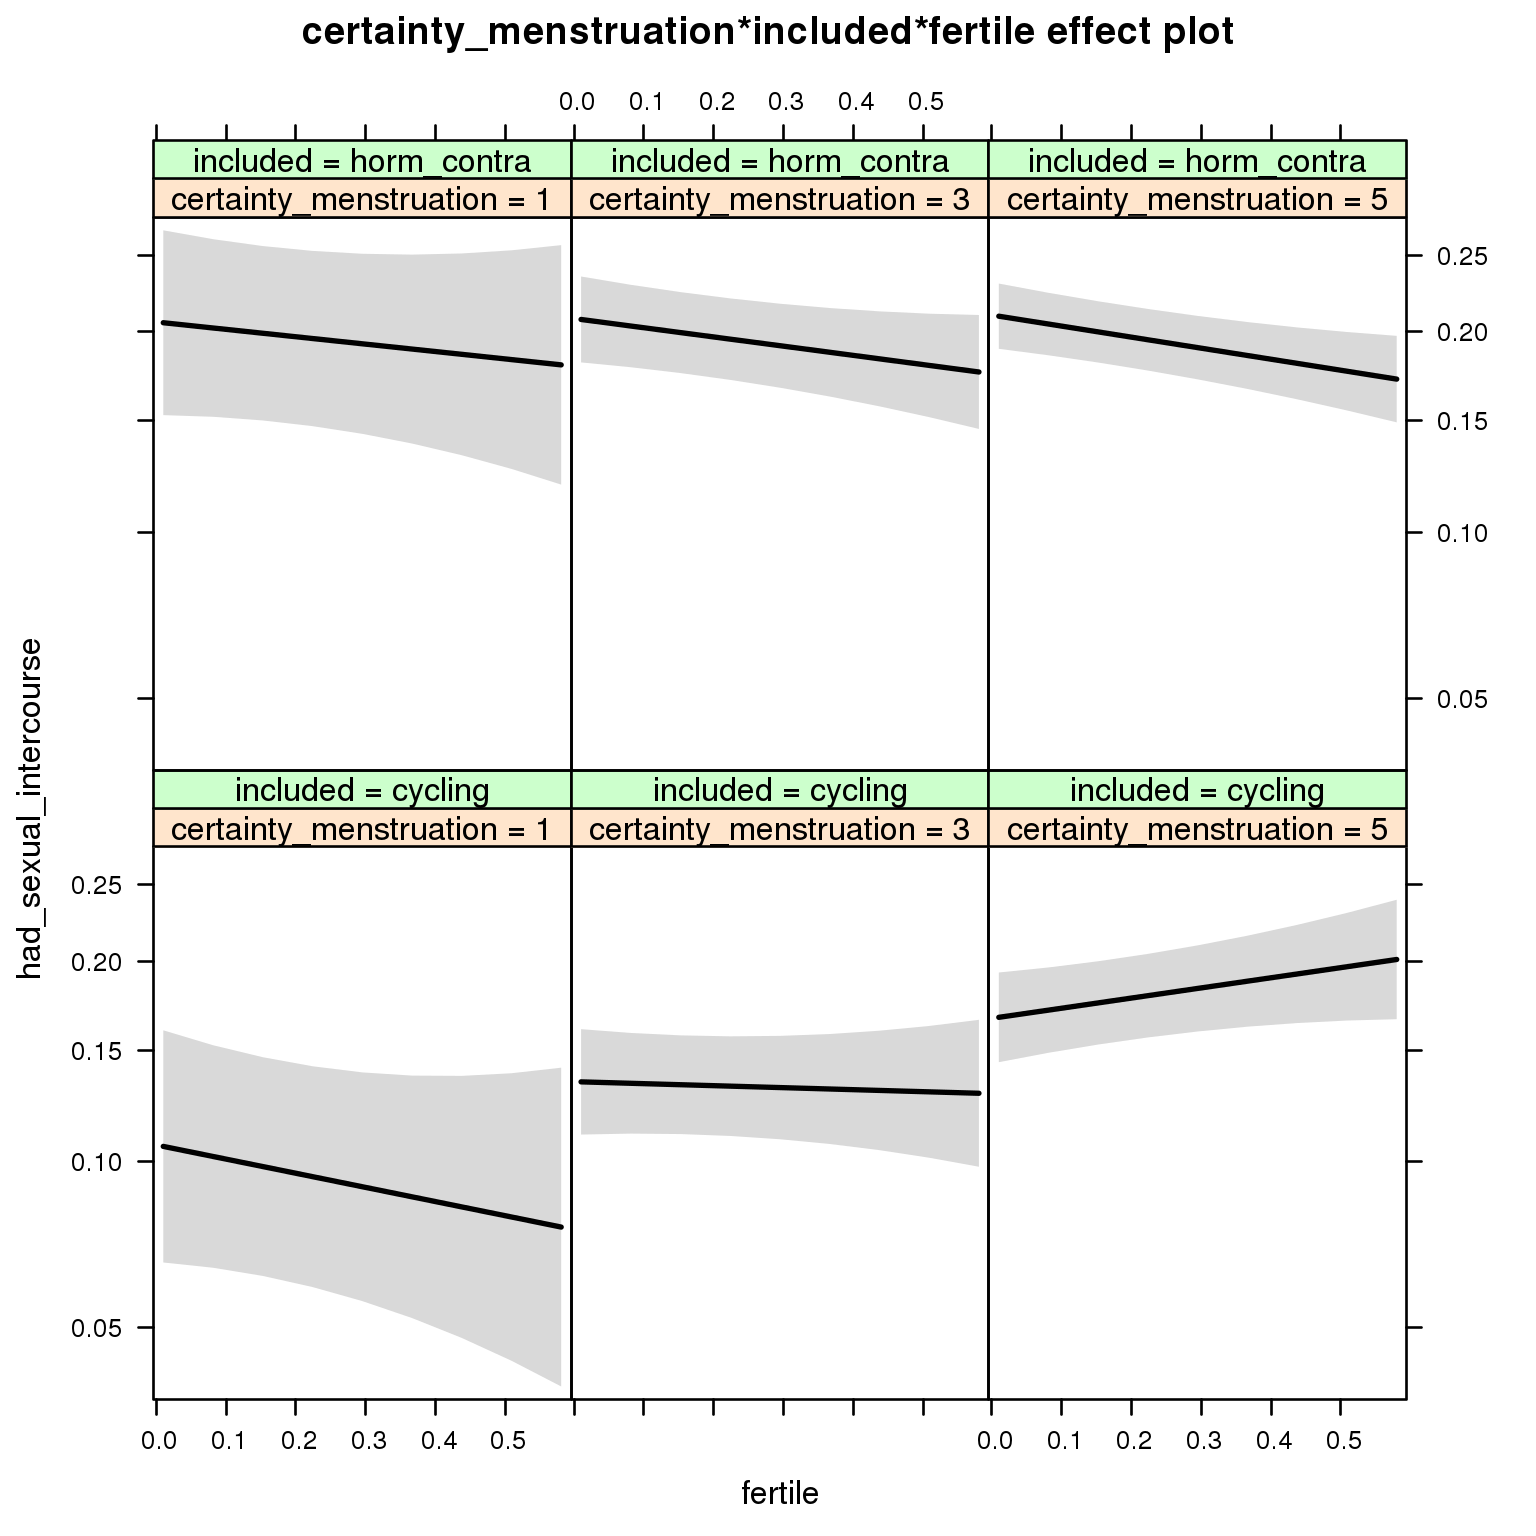 certainty_menstruation*included*fertile effect plot
0.0 0.1 0.2 0.3 0.4 0.5
included = horm_contra included = horm_contra included = horm_contra
certainty_menstruation = 1 certainty_menstruation = 3 certainty_menstruation = 5
0.25
0.20
0.15
0.10
0.05
had_sexual_intercourse
included = cycling included = cycling included = cycling
certainty_menstruation = 1 certainty_menstruation = 3 certainty_menstruation = 5
0.25
0.20
0.15
0.10
0.05
0.0 0.1 0.2 0.3 0.4 0.5 0.0 0.1 0.2 0.3 0.4 0.5
fertile